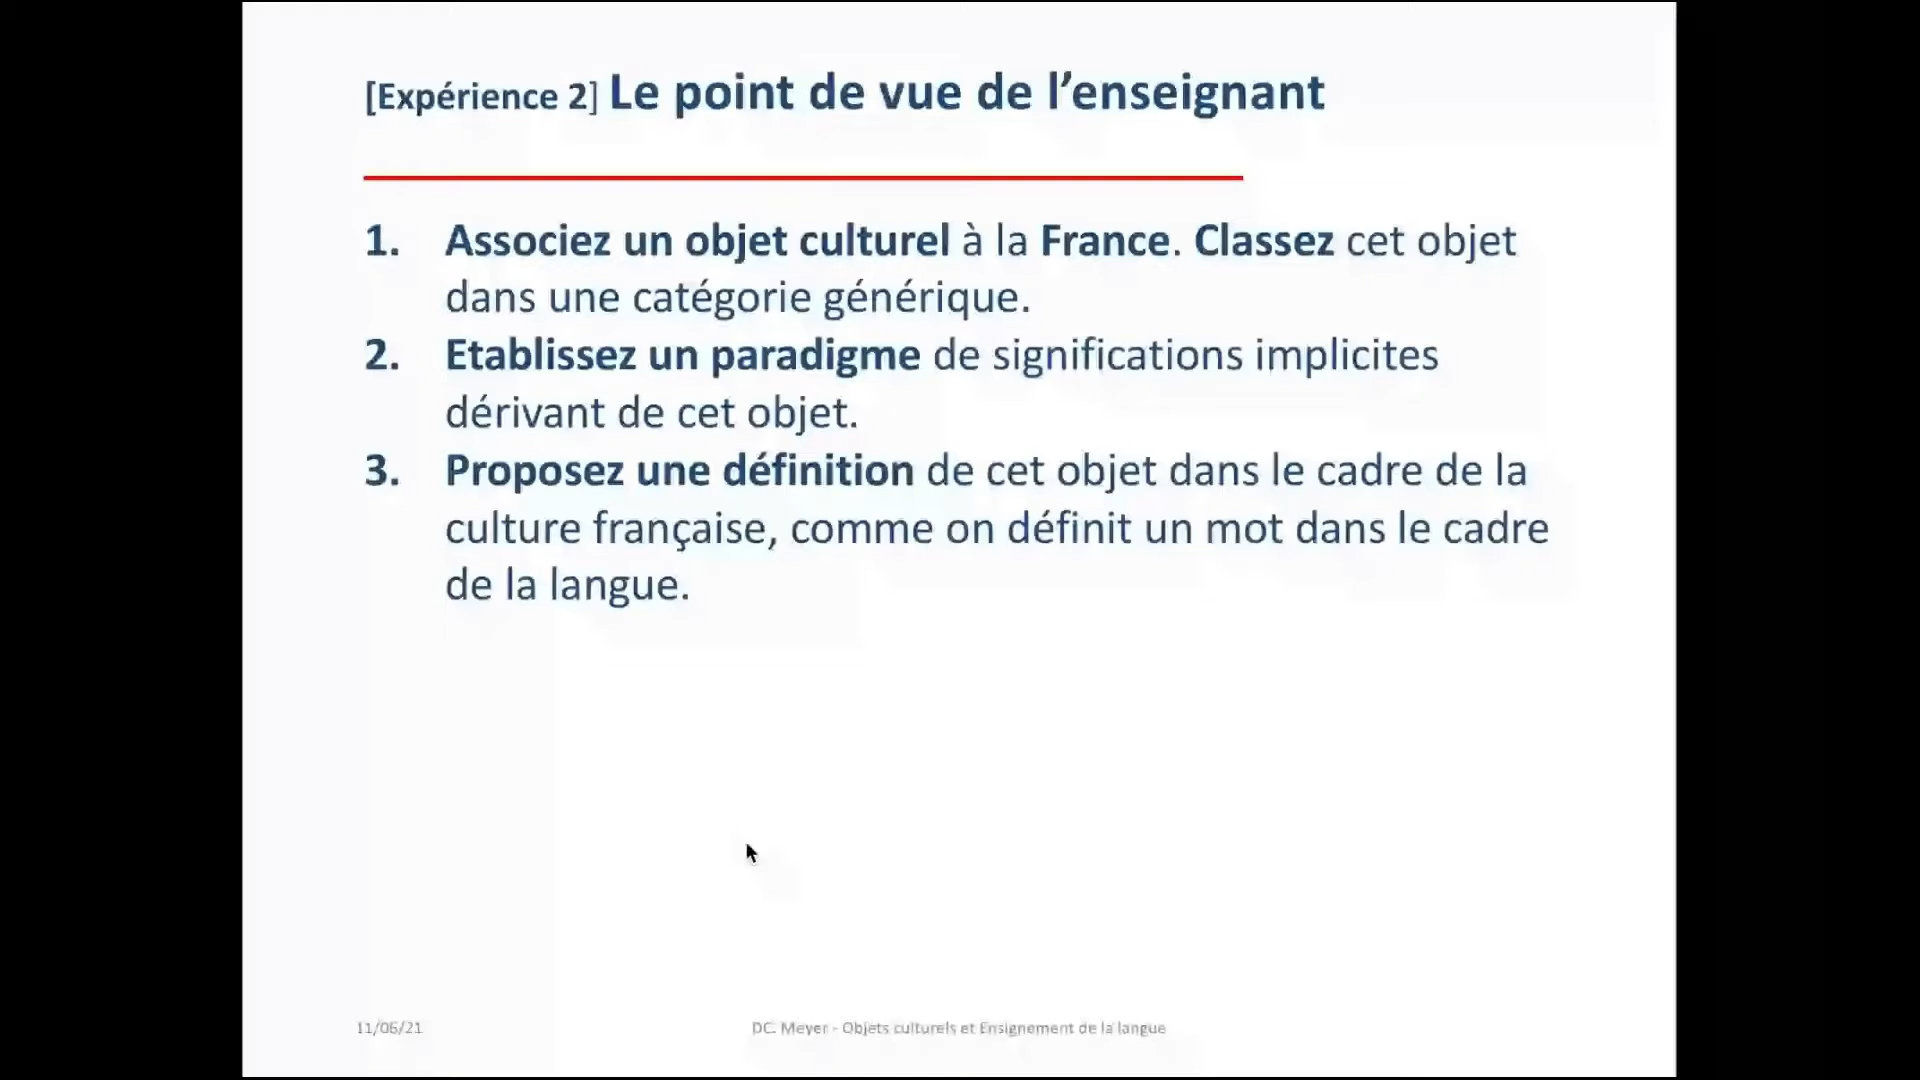 [Expérience 2] Le point de vue de l’enseignant
1. Associez un objet culturel à la France. Classez cet objet
dans une catégorie générique.
2. Etablissez un paradigme de significations implicites
dérivant de cet objet.
3. Proposez une définition de cet objet dans le cadre de la
culture française, comme on définit un mot dans le cadre
de la langue.
11/06/21
DC. Meyer - Objets culturels et Ensignement de la langue